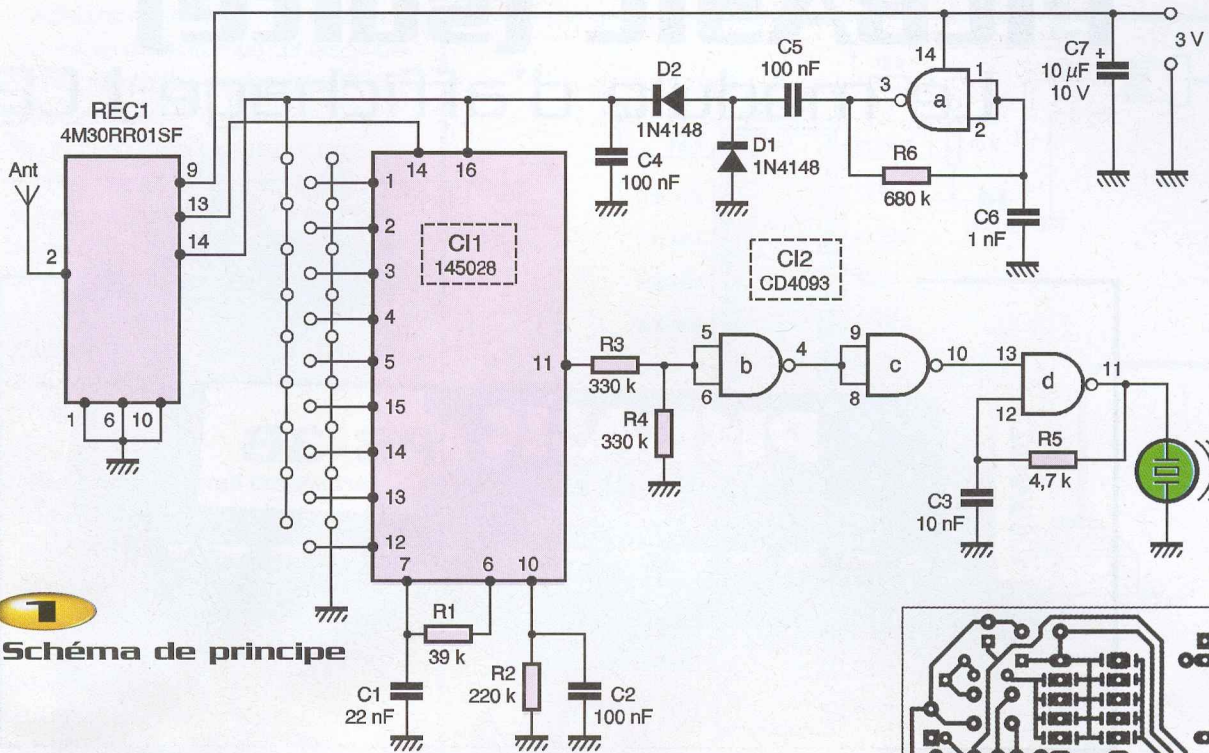 REC1
4M30RR01SF
Ant
2
9
13
14
1
6
10
14
16
1
2
3
4
5
15
14
13
12
CI1
145028
11
7
6
10
R1
39 k
C1
22 nF
R2
220 k
C2
100 nF
C4
100 nF
D2
1N4148
D1
1N4148
C5
100 nF
3
14
a
1
2
R6
680 k
C6
1 nF
C7 +
10 µF
10 V
3 V
CI2
CD4093
R3
330 k
R4
330 k
5
6
b
4
9
8
c
10
13
12
d
11
R5
4,7 k
C3
10 nF
1
Schéma de principe